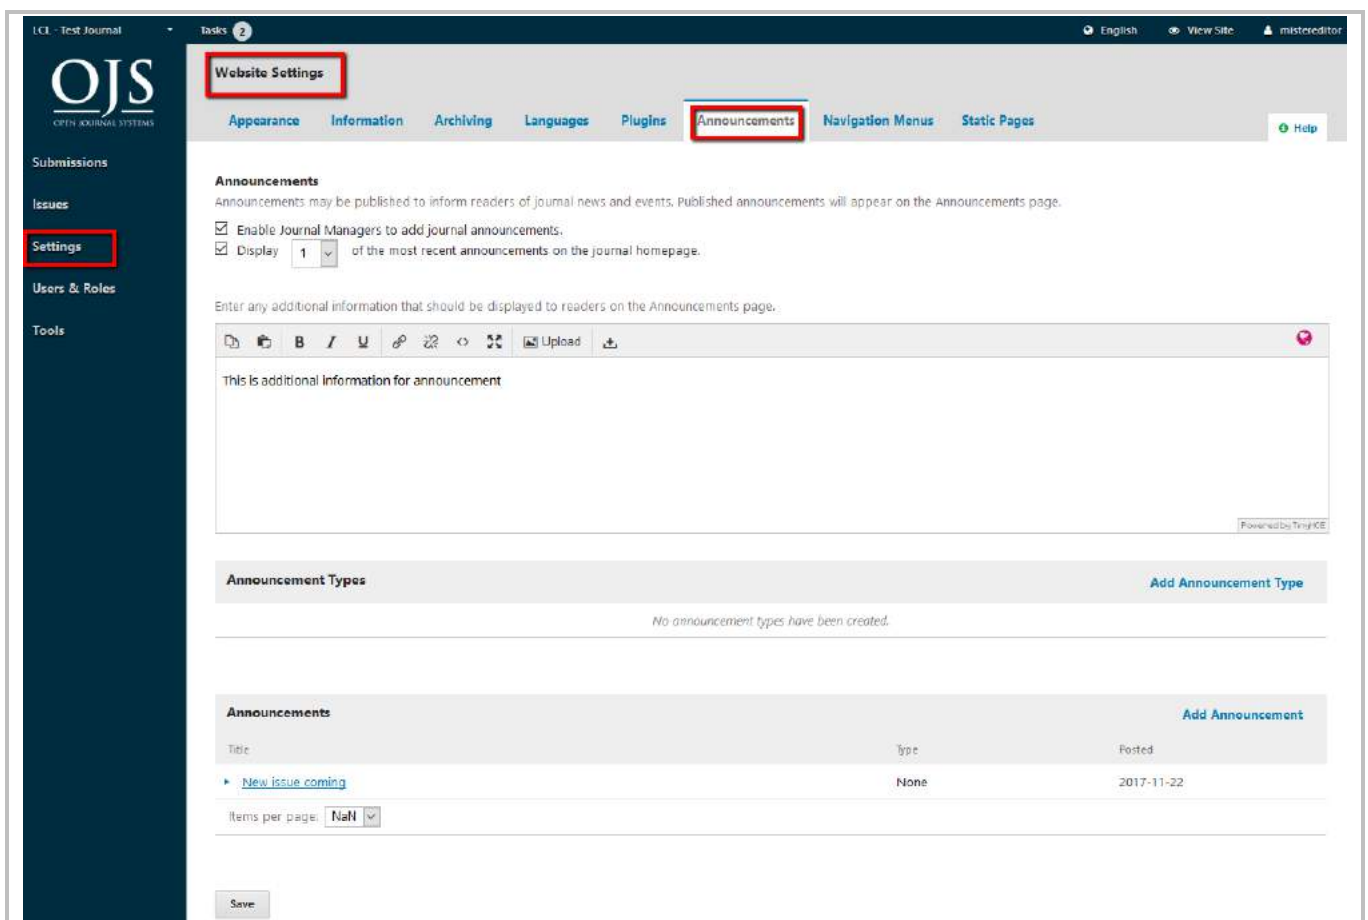 LCL - Test Journal Tasks 2 English View Site mistereditor
OJS
OPEN JOURNAL SYSTEMS
Website Settings
Appearance Information Archiving Languages Plugins Announcements Navigation Menus Static Pages
Help
Submissions
Issues
Settings
Users & Roles
Tools
Announcements
Announcements may be published to inform readers of journal news and events. Published announcements will appear on the Announcements page.
Enable Journal Managers to add journal announcements.
Display 1 of the most recent announcements on the journal homepage.
Enter any additional information that should be displayed to readers on the Announcements page.
B I U Upload
This is additional information for announcement
Powered by TinyMCE
Announcement Types Add Announcement Type
No announcement types have been created.
Announcements Add Announcement
Title Type Posted
New issue coming None 2017-11-22
Items per page: NaN
Save